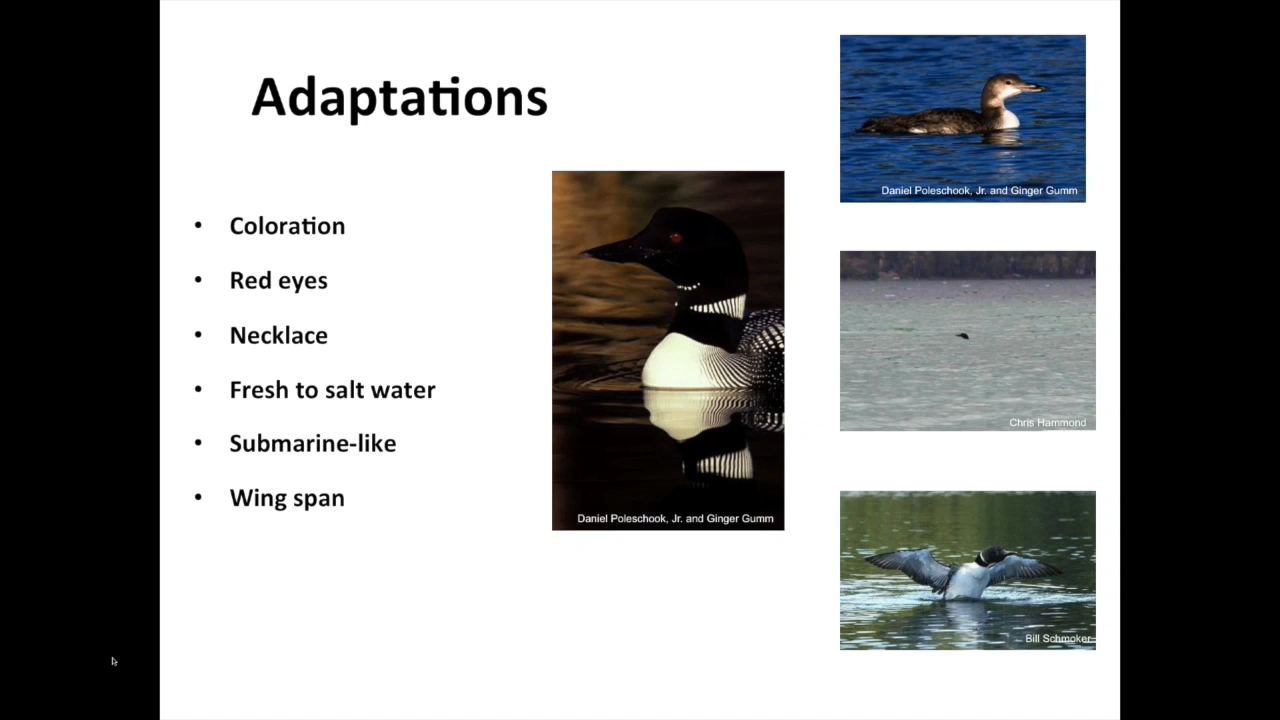 Adaptations
• Coloration
• Red eyes
• Necklace
• Fresh to salt water
• Submarine-like
• Wing span
Daniel Poleschook, Jr. and Ginger Gumm
Daniel Poleschook, Jr. and Ginger Gumm
Chris Hammond
Bill Schmoker